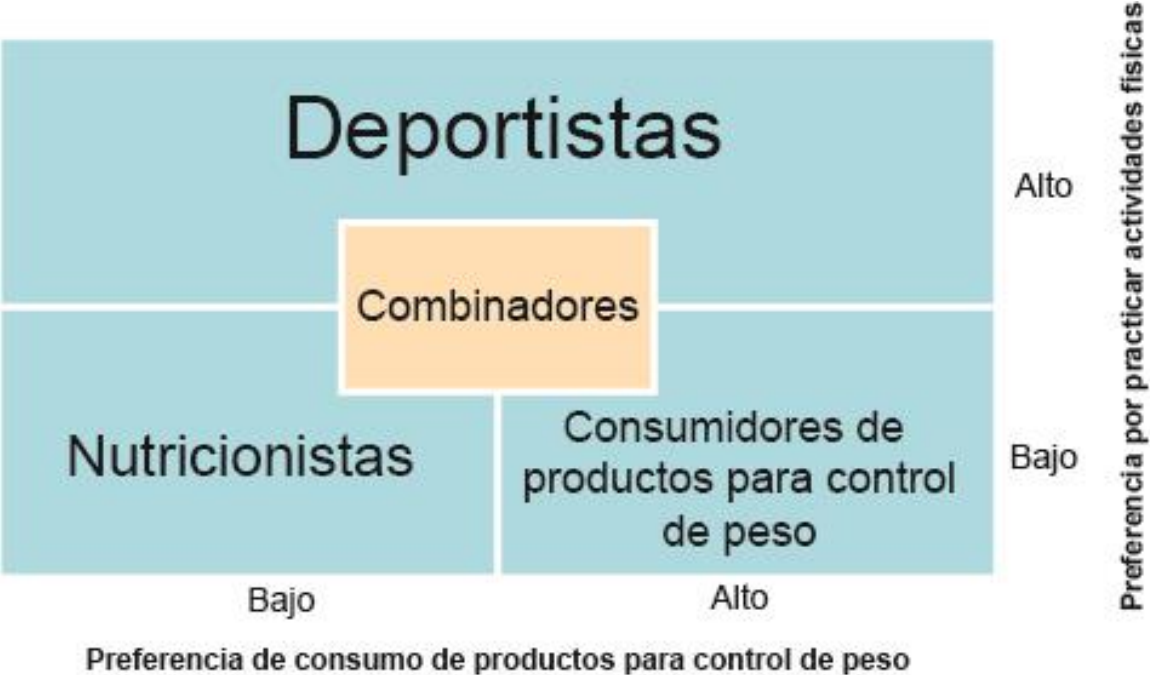 Deportistas
Alto
Combinadores
Nutricionistas
Consumidores de
productos para control
de peso
Bajo
Bajo
Alto
Preferencia de consumo de productos para control de peso
Preferencia por practicar actividades físicas